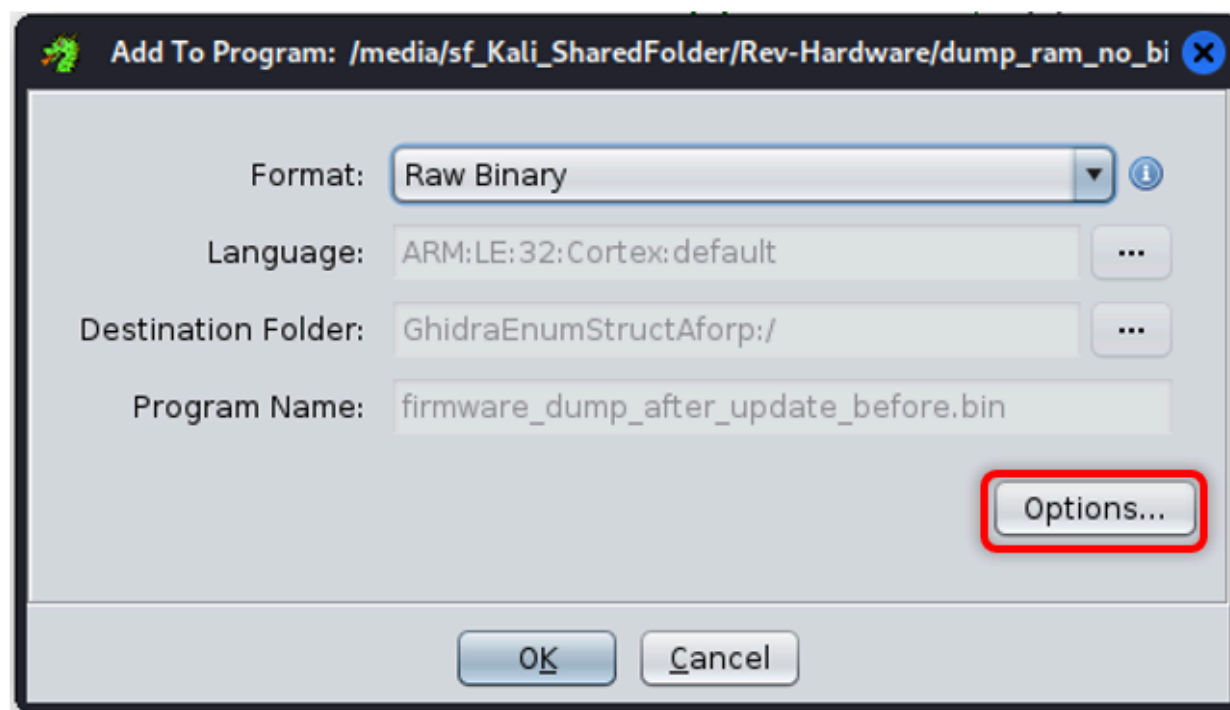 Add To Program: /media/sf_Kali_SharedFolder/Rev-Hardware/dump_ram_no_bi
Format: Raw Binary
Language: ARM:LE:32:Cortex:default ...
Destination Folder: GhidraEnumStructAforp:/ ...
Program Name: firmware_dump_after_update_before.bin
Options...
OK Cancel